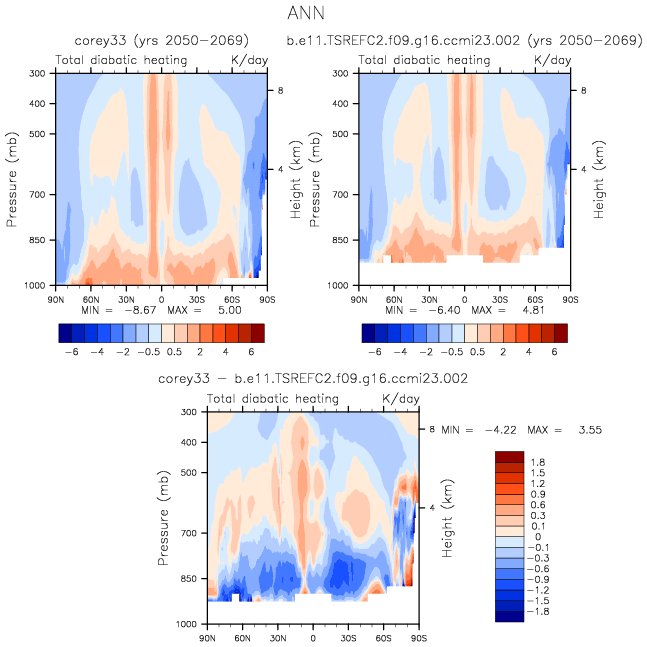 ANN
corey33 (yrs 2050-2069)
b.e11.TSREFC2.f09.g16.ccmi23.002 (yrs 2050-2069)
Total diabatic heating K/day
Total diabatic heating K/day
300
400
500
700
850
1000
Pressure (mb)
8
4
Height (km)
90N 60N 30N 0 30S 60S 90S
MIN = -8.67 MAX = 5.00
-6 -4 -2 -0.5 0.5 2 4 6
300
400
500
700
850
1000
Pressure (mb)
8
4
Height (km)
90N 60N 30N 0 30S 60S 90S
MIN = -6.40 MAX = 4.81
-6 -4 -2 -0.5 0.5 2 4 6
corey33 - b.e11.TSREFC2.f09.g16.ccmi23.002
Total diabatic heating K/day
300
400
500
700
850
1000
Pressure (mb)
8
4
Height (km)
90N 60N 30N 0 30S 60S 90S
MIN = -4.22 MAX = 3.55
1.8
1.5
1.2
0.9
0.6
0.3
0.1
0
-0.1
-0.3
-0.6
-0.9
-1.2
-1.5
-1.8